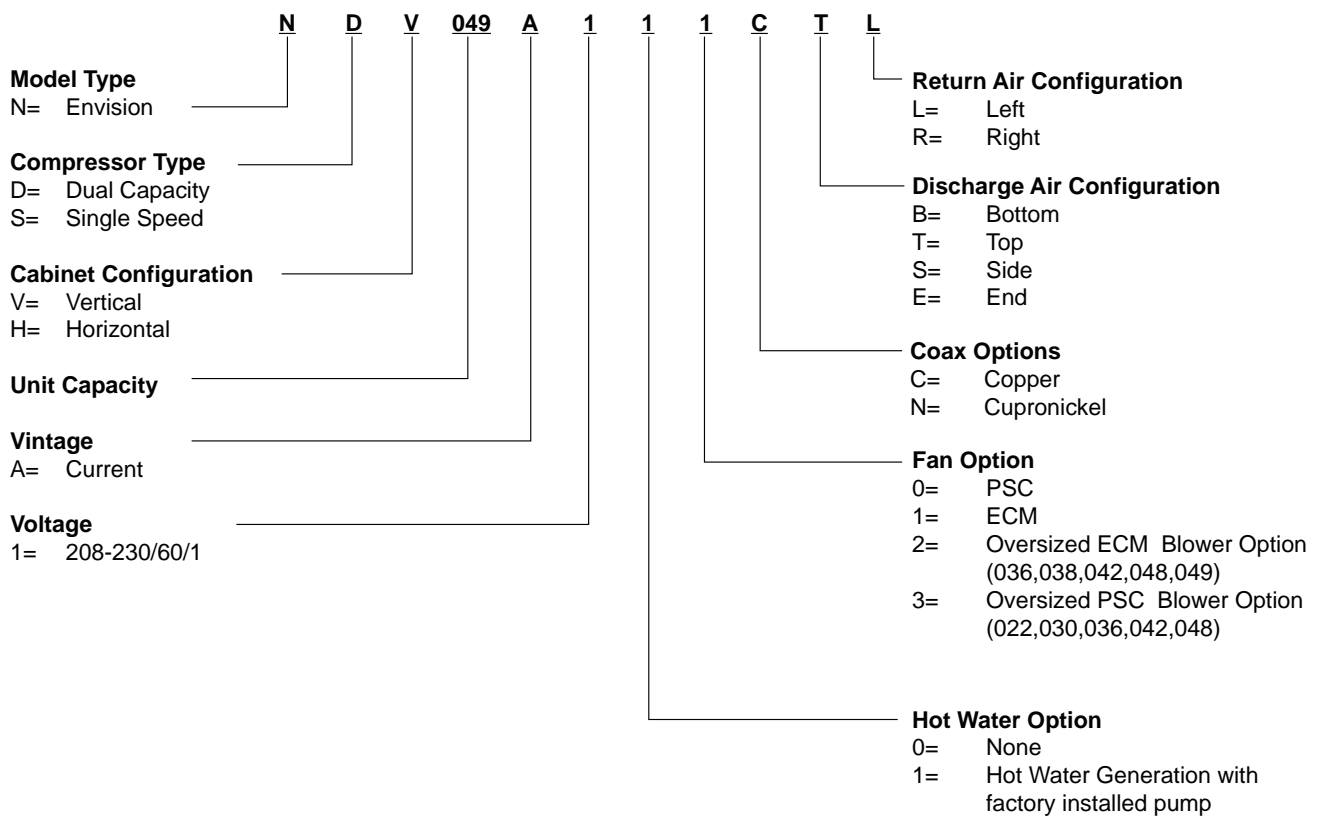 N D V 049 A 1 1 1 C T L
Model Type
N= Envision
Compressor Type
D= Dual Capacity
S= Single Speed
Cabinet Configuration
V= Vertical
H= Horizontal
Unit Capacity
Vintage
A= Current
Voltage
1= 208-230/60/1
Return Air Configuration
L= Left
R= Right
Discharge Air Configuration
B= Bottom
T= Top
S= Side
E= End
Coax Options
C= Copper
N= Cupronickel
Fan Option
0= PSC
1= ECM
2= Oversized ECM Blower Option
(036,038,042,048,049)
3= Oversized PSC Blower Option
(022,030,036,042,048)
Hot Water Option
0= None
1= Hot Water Generation with
factory installed pump